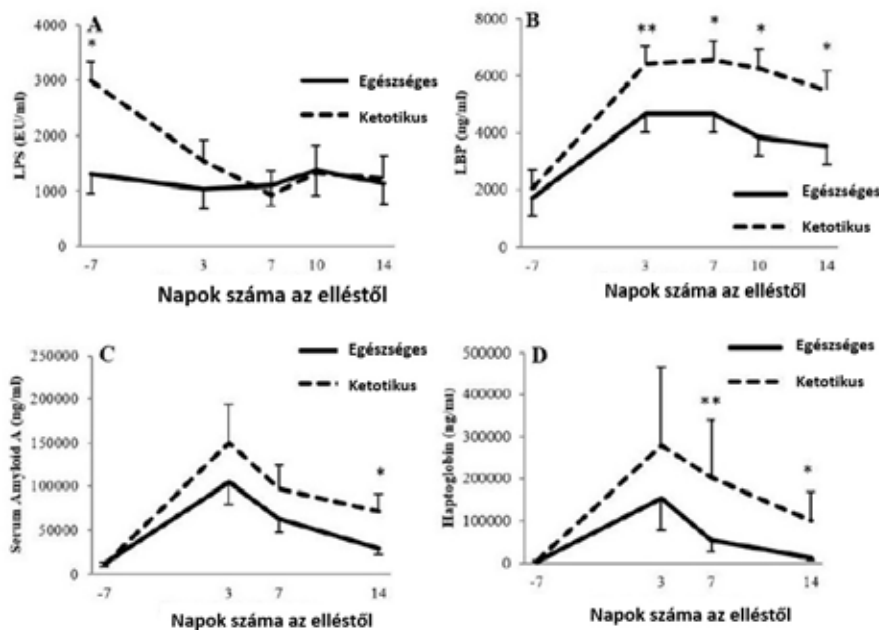 A
LPS (EU/ml)
4000
3000
2000
1000
0
*
Egészséges
Ketotikus
-7 3 7 10 14
Napok száma az elléstől
B
LBP (ng/ml)
8000
6000
4000
2000
0
** * * *
Egészséges
Ketotikus
-7 3 7 10 14
Napok száma az elléstől
C
Serum Amyloid A (ng/ml)
250000
200000
150000
100000
50000
0
Egészséges
Ketotikus
*
-7 3 7 14
Napok száma az elléstől
D
Haptoglobin (ng/ml)
500000
400000
300000
200000
100000
0
Egészséges
Ketotikus
** *
-7 3 7 14
Napok száma az elléstől